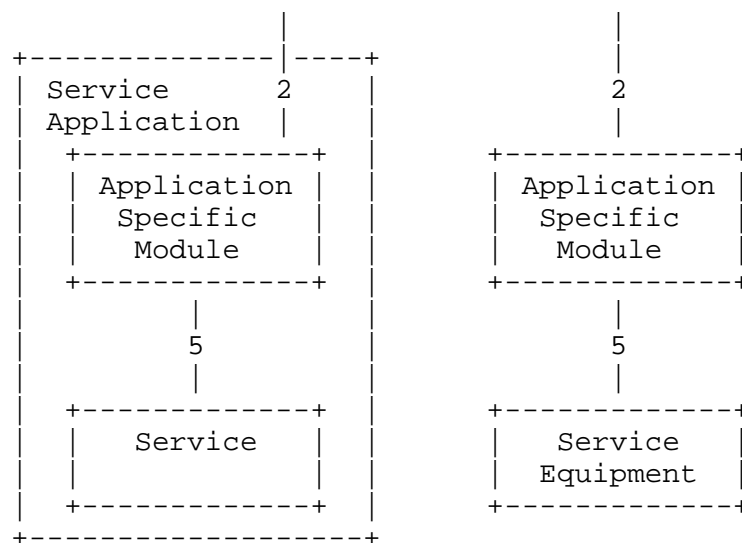 |                    |
                  |                    |
+-----------------|----+               |
| Service         2    |               2
| Application     |    |               |
|  +--------------+    |       +--------------+
|  | Application  |    |       | Application  |
|  |  Specific    |    |       |  Specific    |
|  |   Module     |    |       |   Module     |
|  +--------------+    |       +--------------+
|         |            |               |
|         5            |               5
|         |            |               |
|  +--------------+    |       +--------------+
|  |   Service    |    |       |   Service    |
|  |              |    |       |  Equipment   |
|  +--------------+    |       +--------------+
+----------------------+